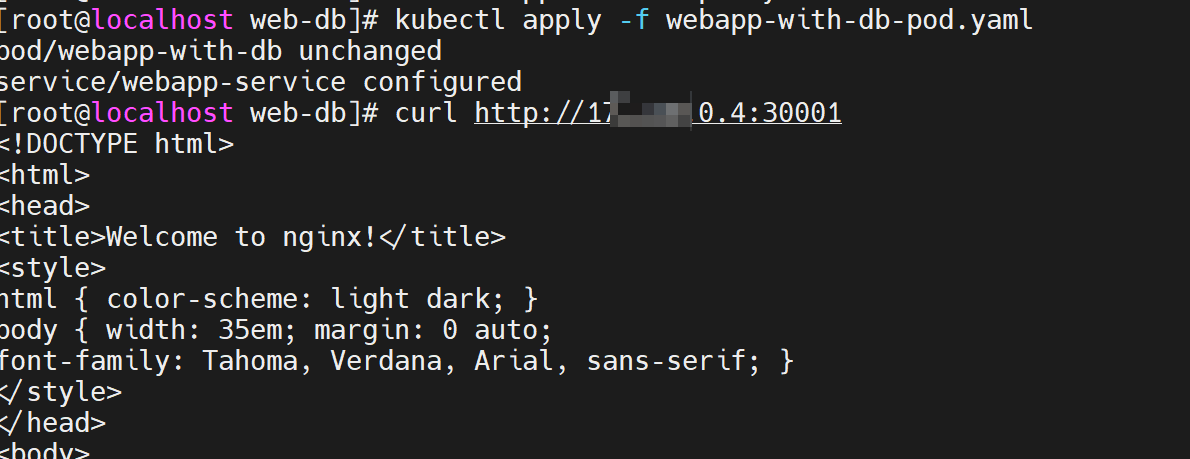 [root@localhost web-db]# kubectl apply -f webapp-with-db-pod.yaml
pod/webapp-with-db unchanged
service/webapp-service configured
[root@localhost web-db]# curl http://17 0.4:30001
<!DOCTYPE html>
<html>
<head>
<title>Welcome to nginx!</title>
<style>
html { color-scheme: light dark; }
body { width: 35em; margin: 0 auto;
font-family: Tahoma, Verdana, Arial, sans-serif; }
</style>
</head>
<body>